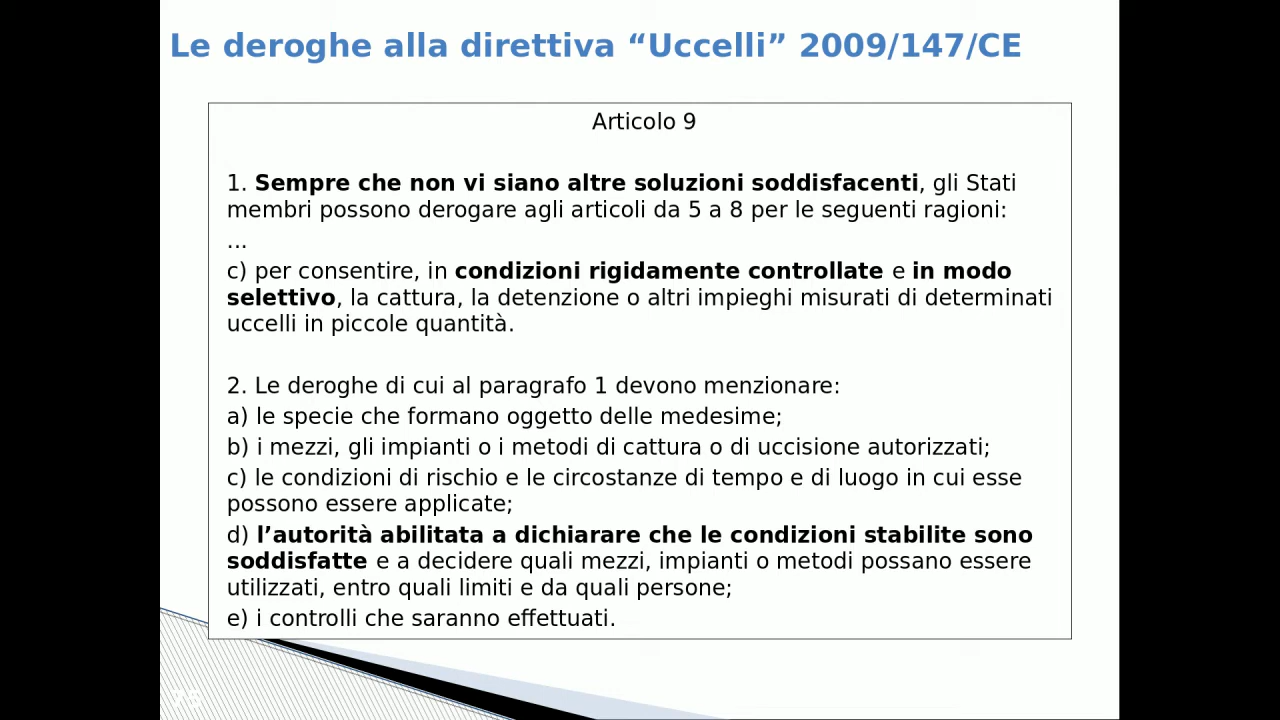 Le deroghe alla direttiva “Uccelli” 2009/147/CE
Articolo 9
1. Sempre che non vi siano altre soluzioni soddisfacenti, gli Stati
membri possono derogare agli articoli da 5 a 8 per le seguenti ragioni:
...
c) per consentire, in condizioni rigidamente controllate e in modo
selettivo, la cattura, la detenzione o altri impieghi misurati di determinati
uccelli in piccole quantità.
2. Le deroghe di cui al paragrafo 1 devono menzionare:
a) le specie che formano oggetto delle medesime;
b) i mezzi, gli impianti o i metodi di cattura o di uccisione autorizzati;
c) le condizioni di rischio e le circostanze di tempo e di luogo in cui esse
possono essere applicate;
d) l’autorità abilitata a dichiarare che le condizioni stabilite sono
soddisfatte e a decidere quali mezzi, impianti o metodi possano essere
utilizzati, entro quali limiti e da quali persone;
e) i controlli che saranno effettuati.
75